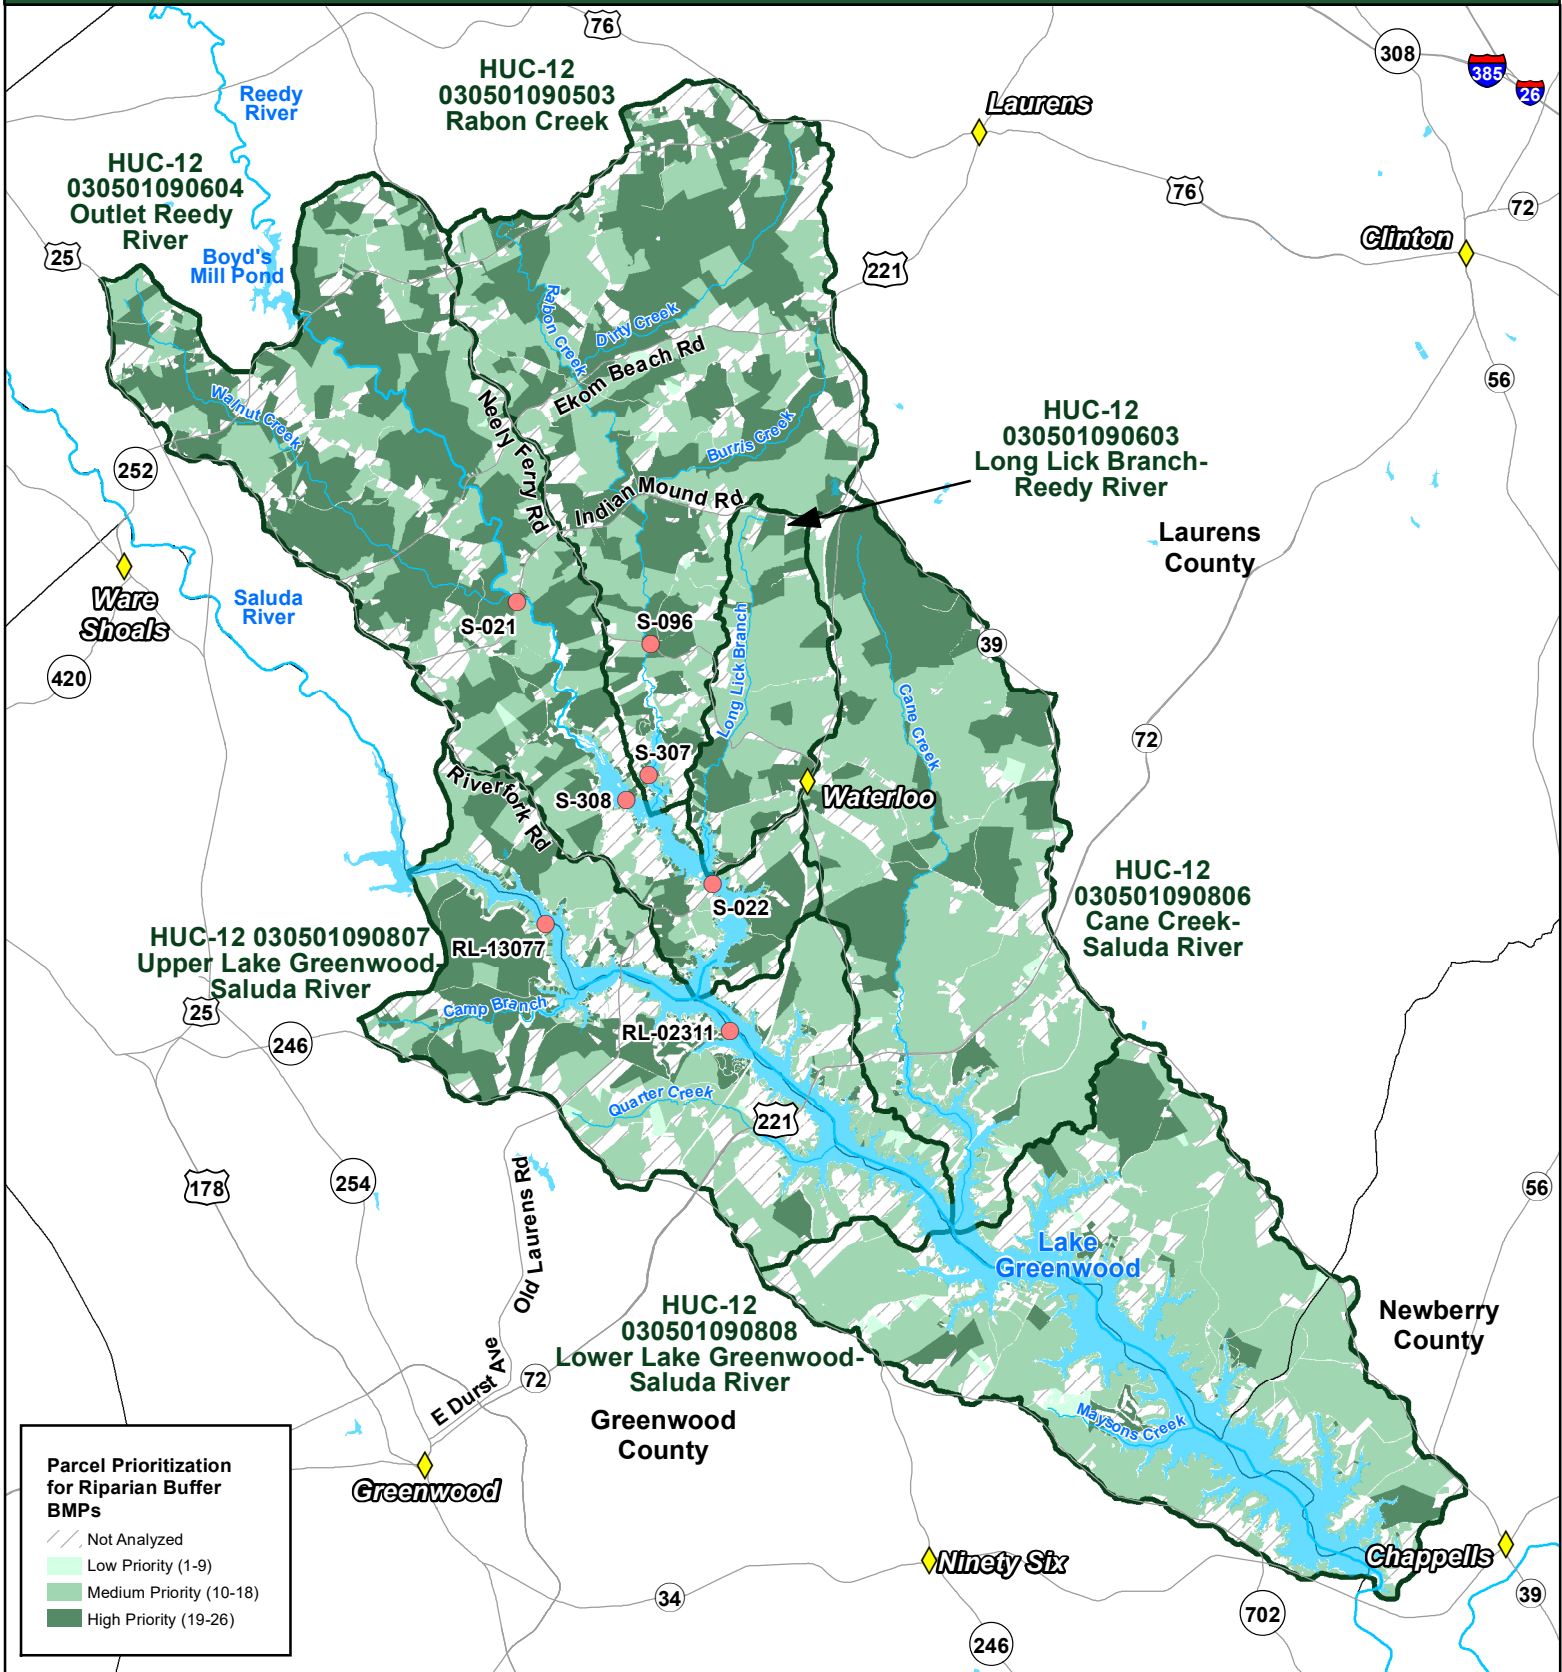 76
308
385
26
HUC-12
030501090503
Rabon Creek
Reedy
River
Laurens
HUC-12
030501090604
Outlet Reedy
River
76
72
25
Boyd's
Mill Pond
Clinton
221
Rabon Creek
Dirty Creek
Ekom Beach Rd
56
Walnut Creek
Neely Ferry Rd
Burris Creek
HUC-12
030501090603
Long Lick Branch-
Reedy River
252
Indian Mound Rd
Laurens
County
Ware
Shoals
Saluda
River
S-021
S-096
39
420
Long Lick Branch
Cane Creek
72
S-307
Riverfork Rd
S-308
Waterloo
HUC-12
030501090806
Cane Creek-
Saluda River
S-022
HUC-12 030501090807
Upper Lake Greenwood-
Saluda River
RL-13077
25
Camp Branch
246
RL-02311
Quarter Creek
221
178
254
56
Old Laurens Rd
Lake
Greenwood
HUC-12
030501090808
Lower Lake Greenwood-
Saluda River
Newberry
County
72
E Durst Ave
Greenwood
County
Maysons Creek
Parcel Prioritization
for Riparian Buffer
BMPs
Not Analyzed
Low Priority (1-9)
Medium Priority (10-18)
High Priority (19-26)
Greenwood
Ninety Six
Chappells
34
702
39
246